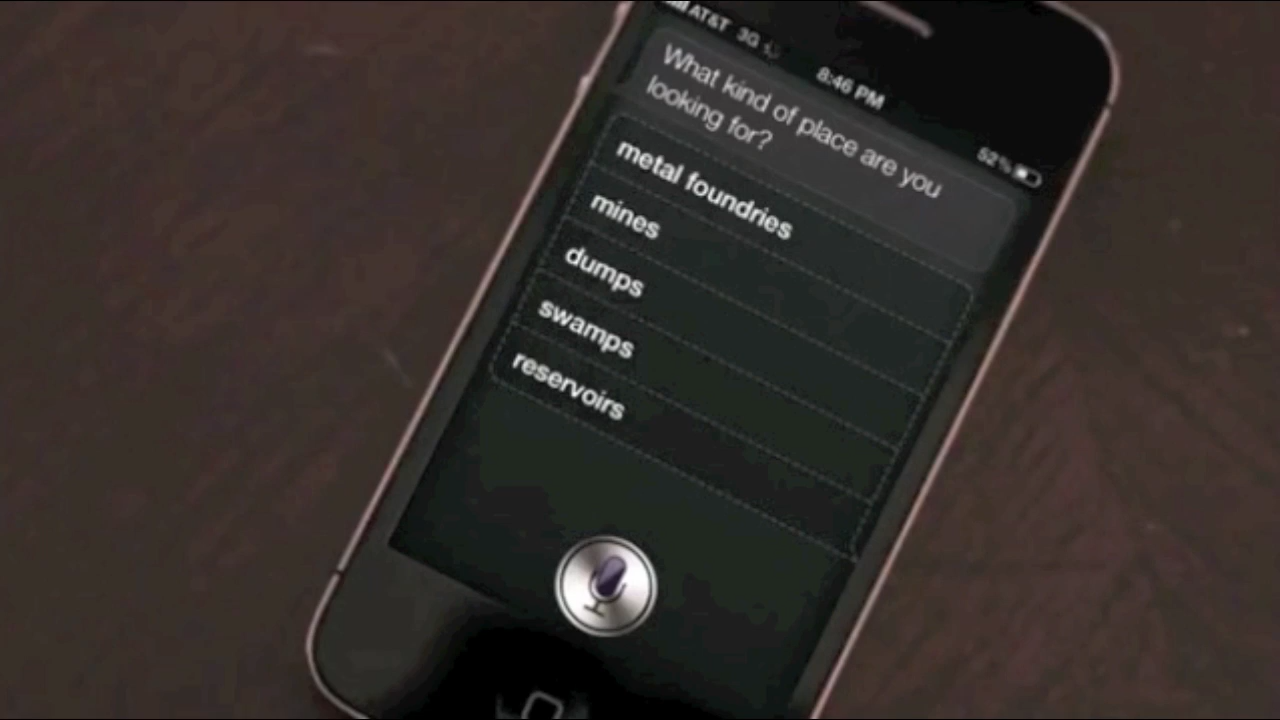 AT&T 3G 8:46 PM 52%
What kind of place are you
looking for?
metal foundries
mines
dumps
swamps
reservoirs